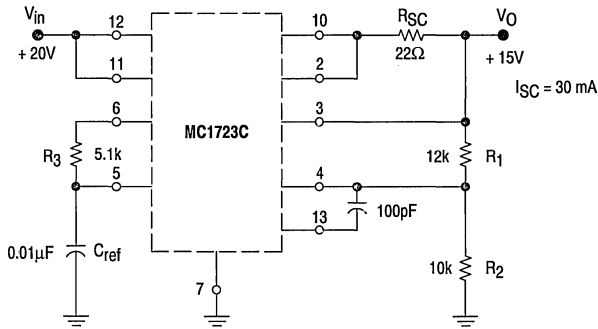 Vin
+ 20V
12
11
6
R3
5.1k
5
0.01µF
Cref
7
MC1723C
10
RSC
22Ω
VO
+ 15V
ISC = 30 mA
2
3
12k
R1
4
100pF
13
10k
R2